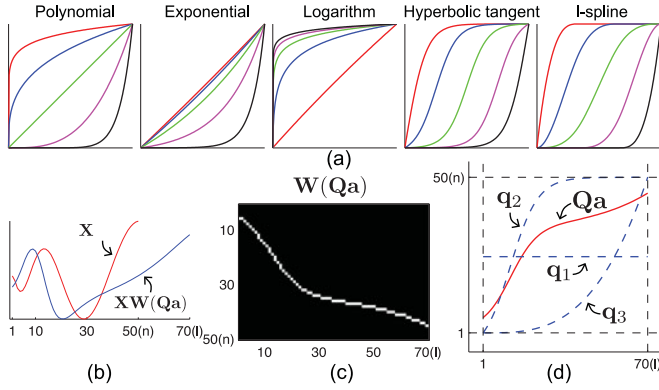 Polynomial Exponential Logarithm Hyperbolic tangent I-spline
(a)
X
XW(Qa)
1 10 30 50(n) 70(l)
(b)
W(Qa)
10
30
50(n)
10 30 50 70(l)
(c)
50(n)
1
q2
Qa
q1
q3
1 70(l)
(d)